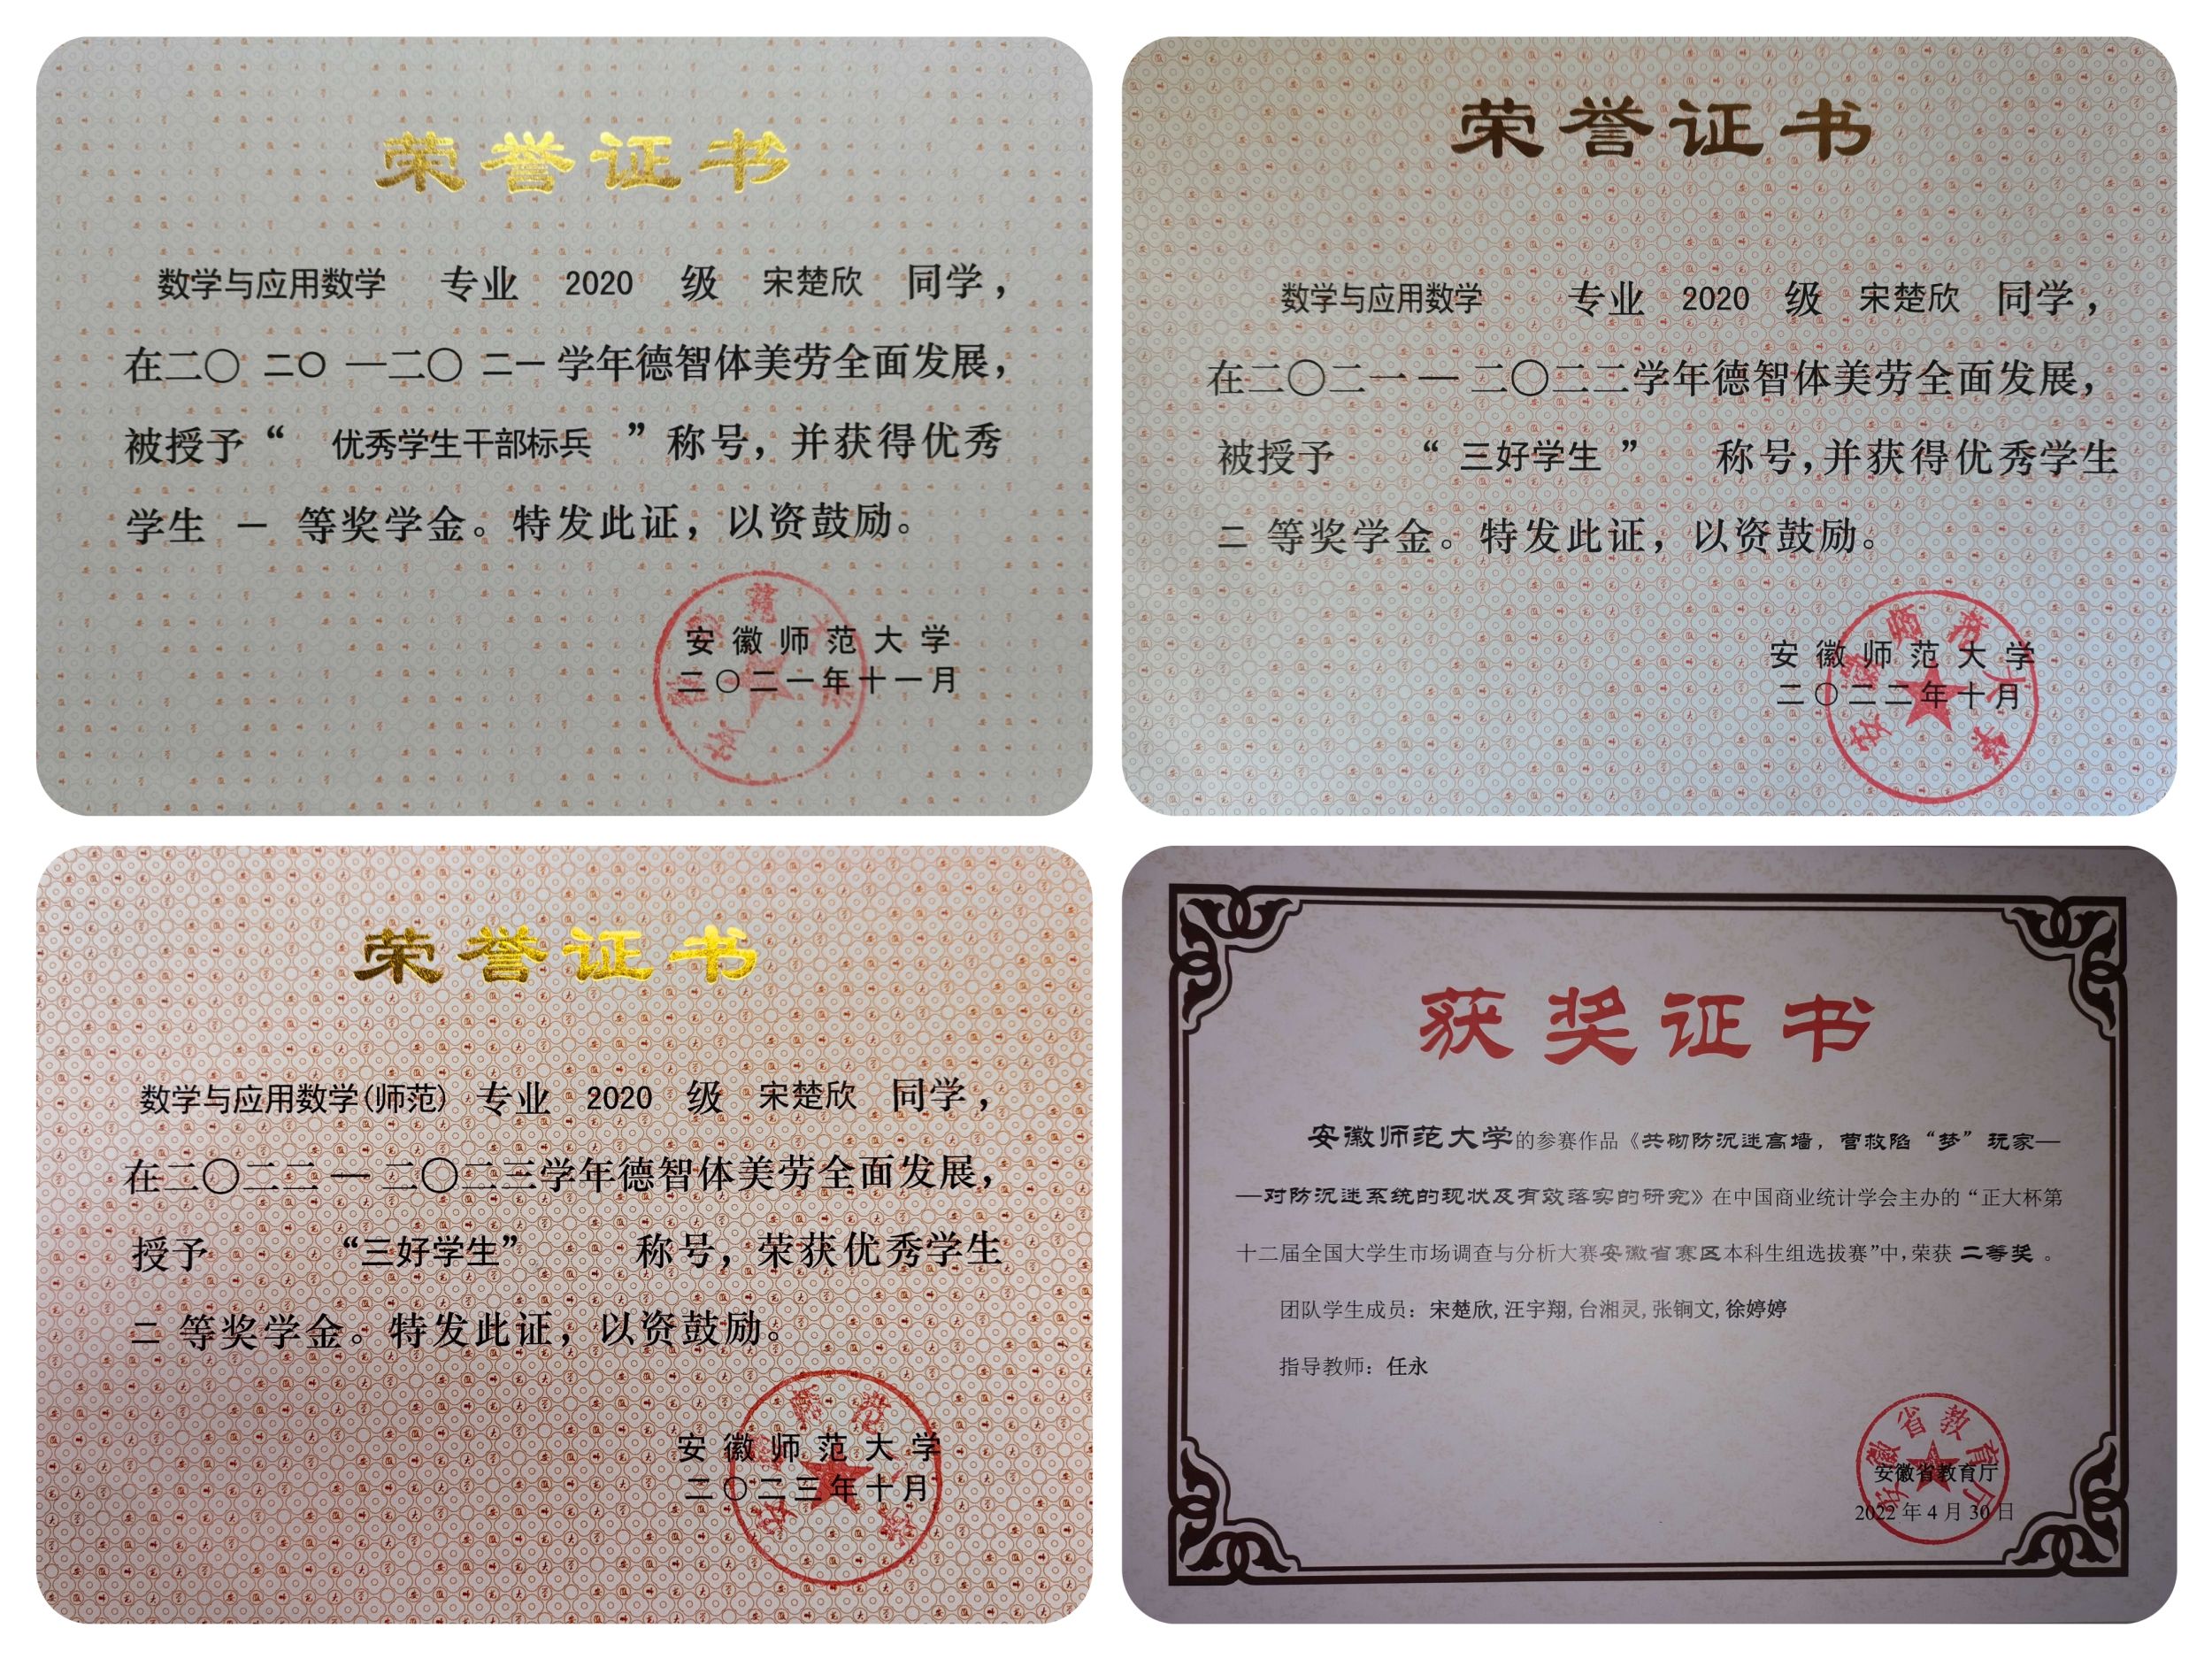 荣誉证书
数学与应用数学 专业 2020 级 宋楚欣 同学，
在二〇二〇—二〇二一学年德智体美劳全面发展，
被授予“优秀学生干部标兵”称号，并获得优秀
学生 一 等奖学金。特发此证，以资鼓励。
安徽师范大学
二〇二一年十一月
荣誉证书
数学与应用数学 专业 2020 级 宋楚欣 同学，
在二〇二一—二〇二二学年德智体美劳全面发展，
被授予 “三好学生” 称号，并获得优秀学生
二 等奖学金。特发此证，以资鼓励。
安徽师范大学
二〇二二年十月
荣誉证书
数学与应用数学(师范) 专业 2020 级 宋楚欣 同学，
在二〇二二—二〇二三学年德智体美劳全面发展，
授予 “三好学生” 称号，荣获优秀学生
二 等奖学金。特发此证，以资鼓励。
安徽师范大学
二〇二三年十月
获奖证书
安徽师范大学的参赛作品《共砌防沉迷高墙，营救陷“梦”玩家—
—对防沉迷系统的现状及有效落实的研究》在中国商业统计学会主办的“正大杯第
十二届全国大学生市场调查与分析大赛安徽省赛区本科生组选拔赛”中，荣获 二等奖 。
团队学生成员：宋楚欣,汪宇翔,台湘灵,张锏文,徐婷婷
指导教师：任永
安徽省教育厅
2022 年 4 月 30 日